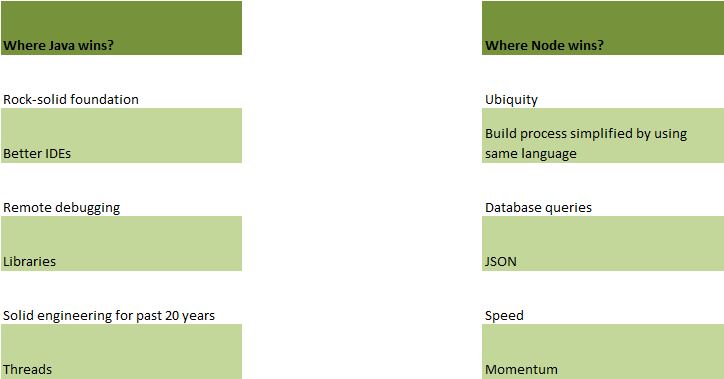 Where Java wins?
Where Node wins?
Rock-solid foundation
Ubiquity
Better IDEs
Build process simplified by using
same language
Remote debugging
Database queries
Libraries
JSON
Solid engineering for past 20 years
Speed
Threads
Momentum